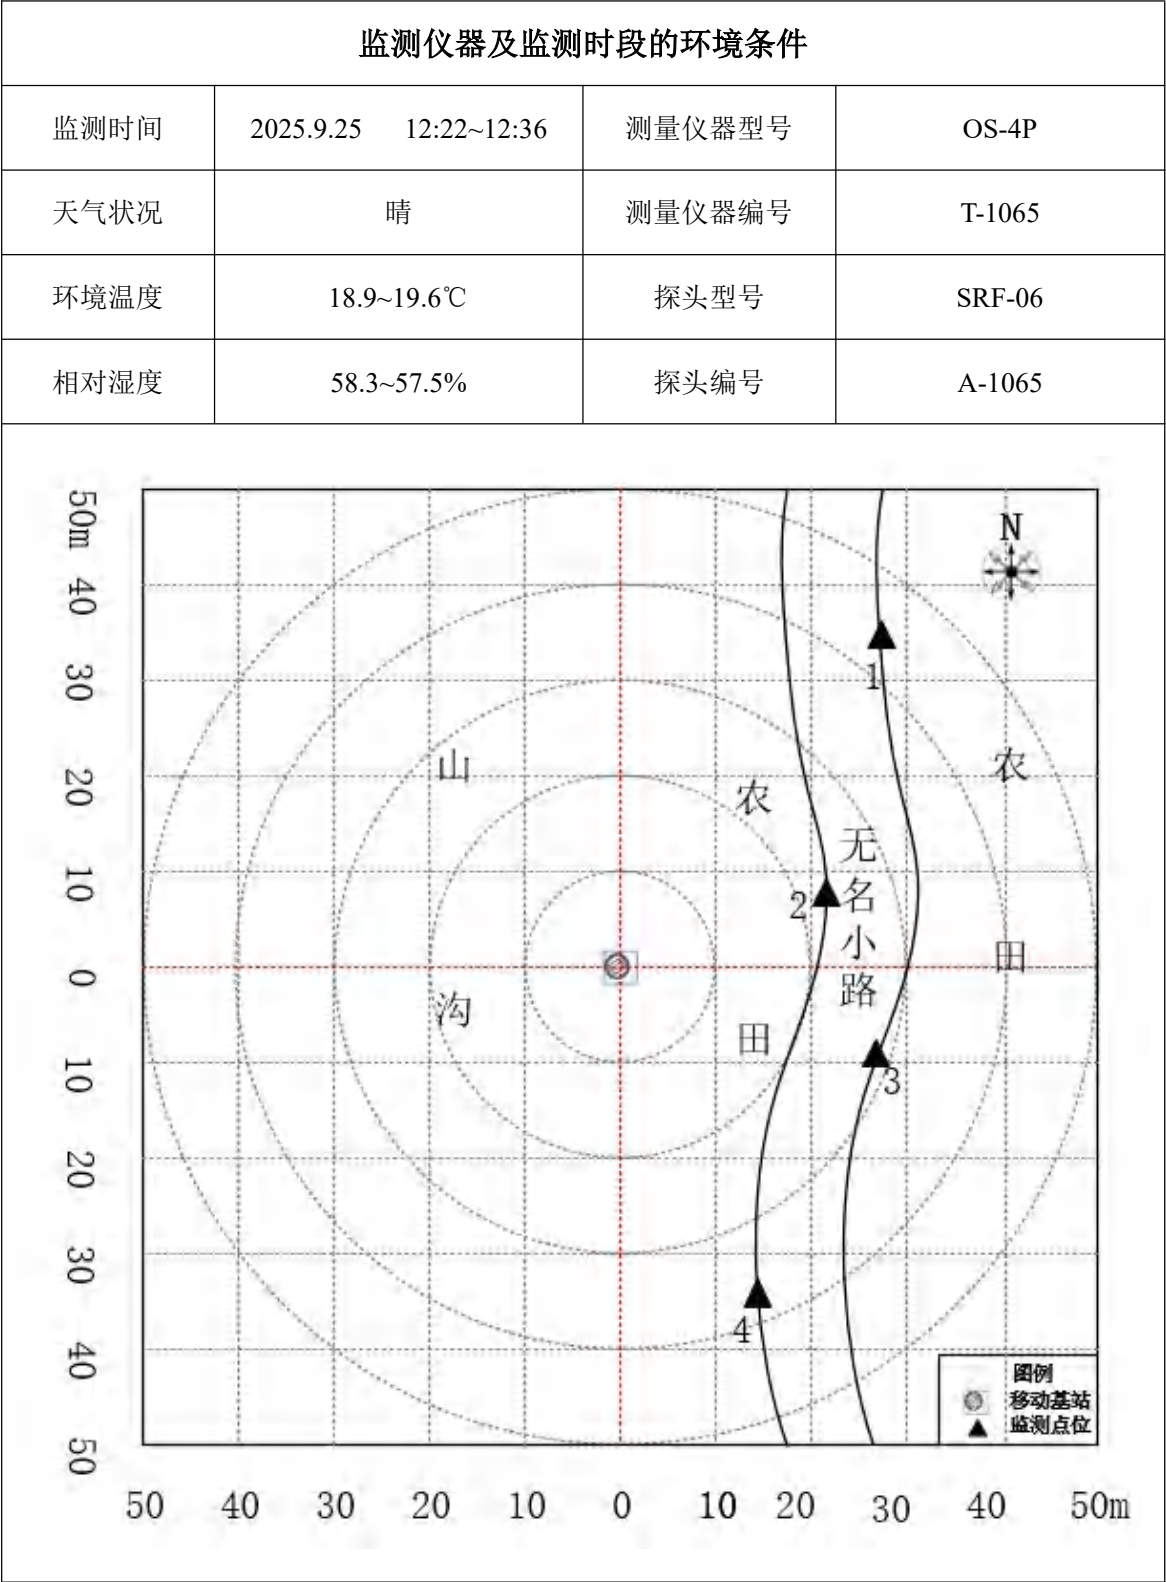 监测仪器及监测时段的环境条件
监测时间 2025.9.25 12:22~12:36 测量仪器型号 OS-4P
天气状况 晴 测量仪器编号 T-1065
环境温度 18.9~19.6℃ 探头型号 SRF-06
相对湿度 58.3~57.5% 探头编号 A-1065
50m
40
30
20
10
0
10
20
30
40
50
N
1
山
农
农
无名小路
2
田
沟
田
3
4
图例
移动基站
监测点位
50 40 30 20 10 0 10 20 30 40 50m